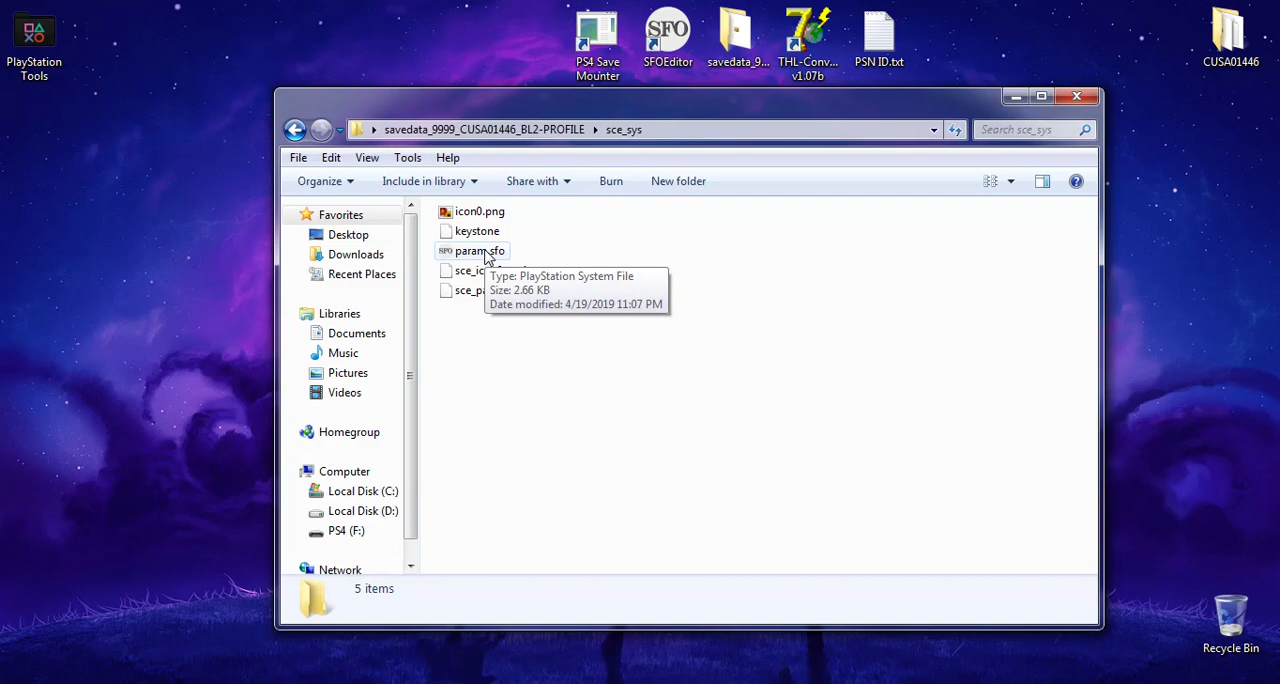 PlayStation
Tools
PS4 Save
Mounter
SFO
SFOEditor
savedata_9...
THL-Conv...
v1.07b
PSN ID.txt
CUSA01446
savedata_9999_CUSA01446_BL2-PROFILE
sce_sys
Search sce_sys
File Edit View Tools Help
Organize Include in library Share with Burn New folder
Favorites
Desktop
Downloads
Recent Places
Libraries
Documents
Music
Pictures
Videos
Homegroup
Computer
Local Disk (C:)
Local Disk (D:)
PS4 (F:)
Network
icon0.png
keystone
SFO param.sfo
Type: PlayStation System File
Size: 2.66 KB
Date modified: 4/19/2019 11:07 PM
5 items
Recycle Bin